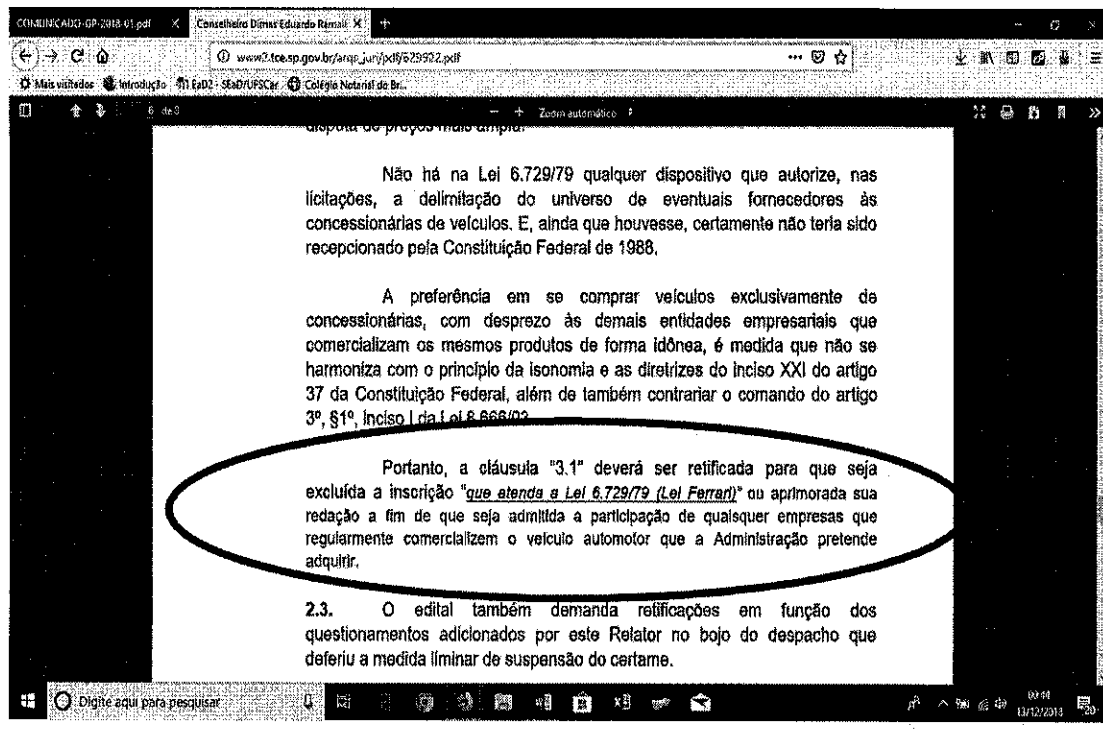 COMUNICADO-GP-2018-01.pdf
Conselheiro Dimas Eduardo Ramalh
www2.tce.sp.gov.br/arqs_juri/pdf/629922.pdf
Mais visitados Introdução EaD2 - SEaD/UFSCar Colégio Notarial do Br...
6 de 8 Zoom automático
disputa de preços mais ampla.
Não há na Lei 6.729/79 qualquer dispositivo que autorize, nas
licitações, a delimitação do universo de eventuais fornecedores às
concessionárias de veículos. E, ainda que houvesse, certamente não teria sido
recepcionado pela Constituição Federal de 1988.
A preferência em se comprar veículos exclusivamente de
concessionárias, com desprezo às demais entidades empresariais que
comercializam os mesmos produtos de forma idônea, é medida que não se
harmoniza com o princípio da isonomia e as diretrizes do inciso XXI do artigo
37 da Constituição Federal, além de também contrariar o comando do artigo
3º, §1º, inciso I da Lei 8.666/93.
Portanto, a cláusula "3.1" deverá ser retificada para que seja
excluída a inscrição "que atenda a Lei 6.729/79 (Lei Ferrari)" ou aprimorada sua
redação a fim de que seja admitida a participação de quaisquer empresas que
regularmente comercializem o veículo automotor que a Administração pretende
adquirir.
2.3. O edital também demanda retificações em função dos
questionamentos adicionados por este Relator no bojo do despacho que
deferiu a medida liminar de suspensão do certame.
Digite aqui para pesquisar
00:44
13/12/2018
20